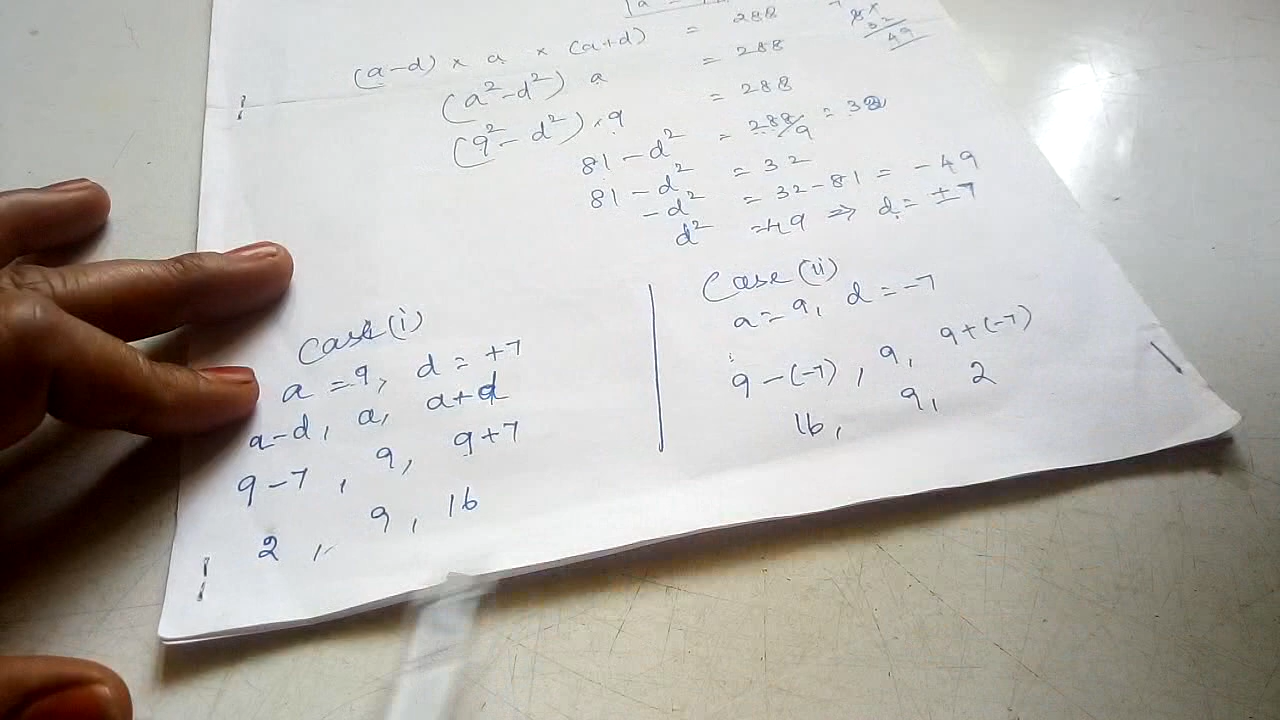 = 288
(a-d) × a × (a+d) = 288
(a²-d²) a = 288
(9²-d²) × 9 = 288/9 = 32
81-d² = 32
81-d² = 32-81 = -49
-d²
d² = 49 ⇒ d = ±7
32
49
Case (i)
a = 9, d = +7
a-d, a, a+d
9-7, 9, 9+7
2, 9, 16
Case (ii)
a = 9, d = -7
9-(-7), 9, 9+(-7)
16, 9, 2